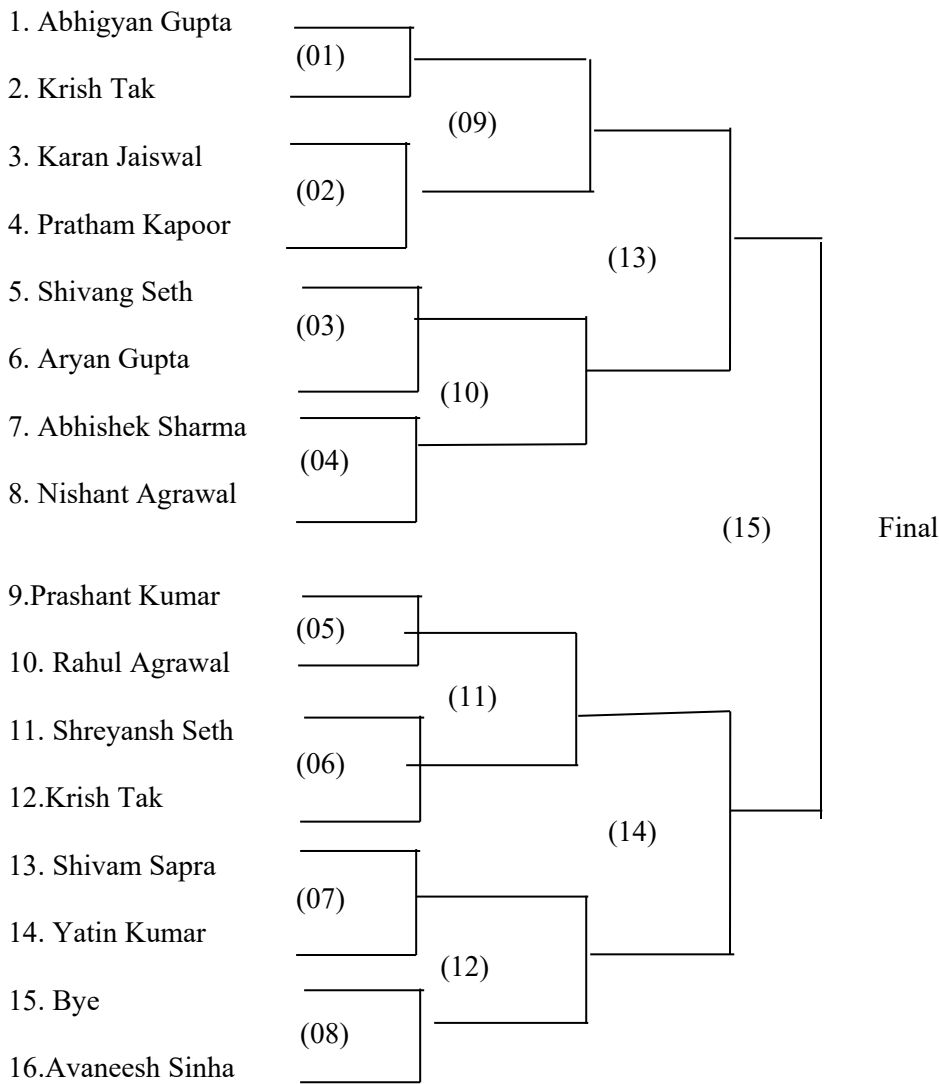 1. Abhigyan Gupta
(01)
2. Krish Tak
(09)
3. Karan Jaiswal
(02)
4. Pratham Kapoor
(13)
5. Shivang Seth
(03)
6. Aryan Gupta
(10)
7. Abhishek Sharma
(04)
8. Nishant Agrawal
(15)
Final
9.Prashant Kumar
(05)
10. Rahul Agrawal
(11)
11. Shreyansh Seth
(06)
12.Krish Tak
(14)
13. Shivam Sapra
(07)
14. Yatin Kumar
(12)
15. Bye
(08)
16.Avaneesh Sinha